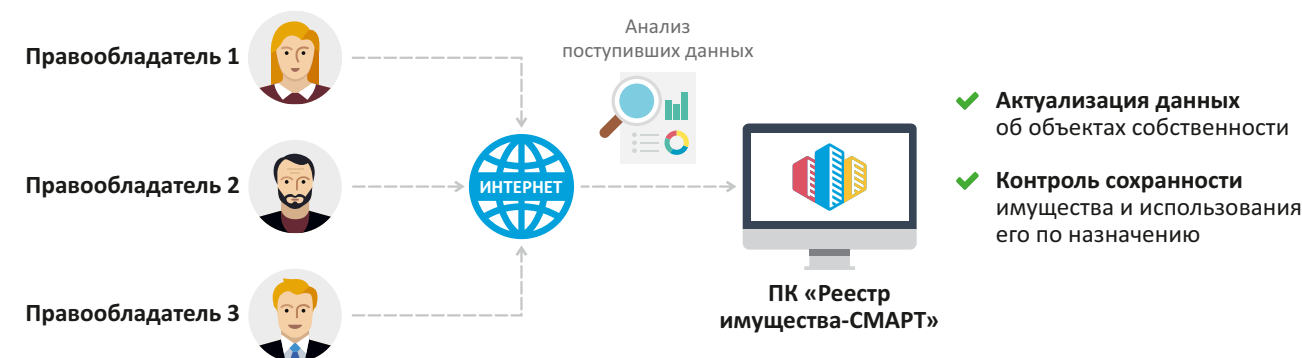 Правообладатель 1
Правообладатель 2
Правообладатель 3
ИНТЕРНЕТ
Анализ
поступивших данных
ПК «Реестр
имущества-СМАРТ»
Актуализация данных
об объектах собственности
Контроль сохранности
имущества и использования
его по назначению